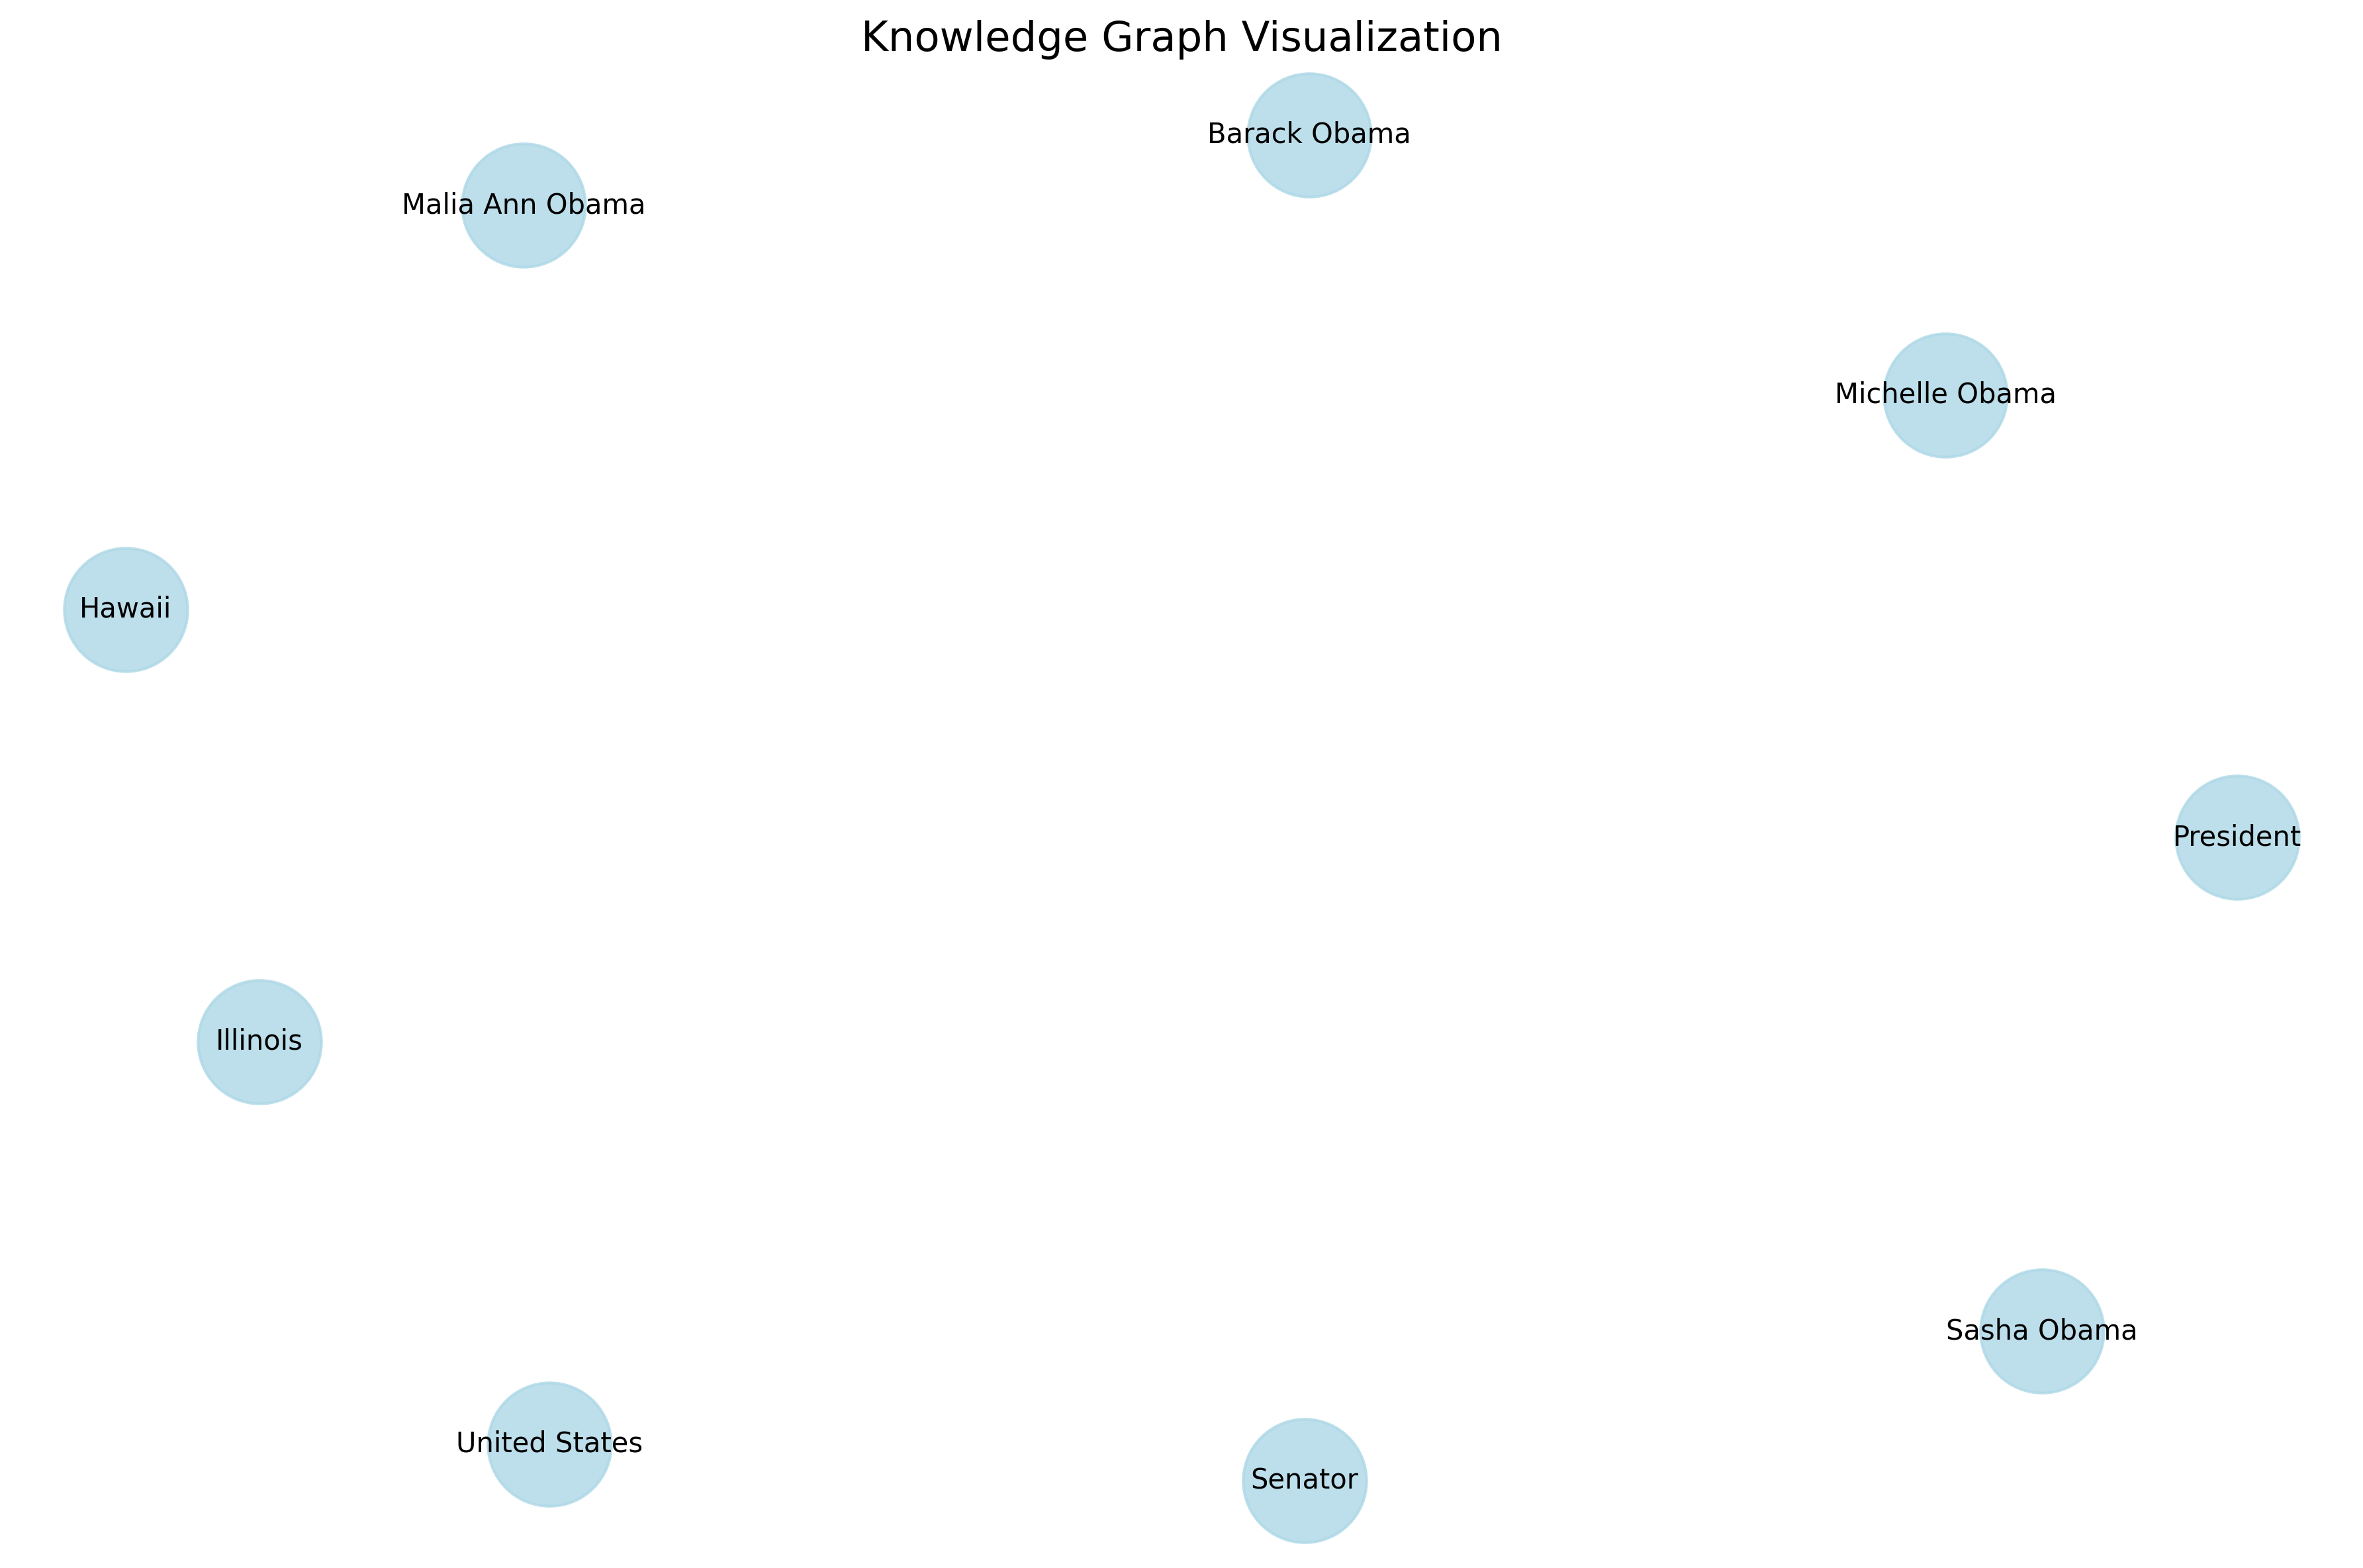 Knowledge Graph Visualization
Barack Obama
Malia Ann Obama
Michelle Obama
Hawaii
President
Illinois
Sasha Obama
United States
Senator